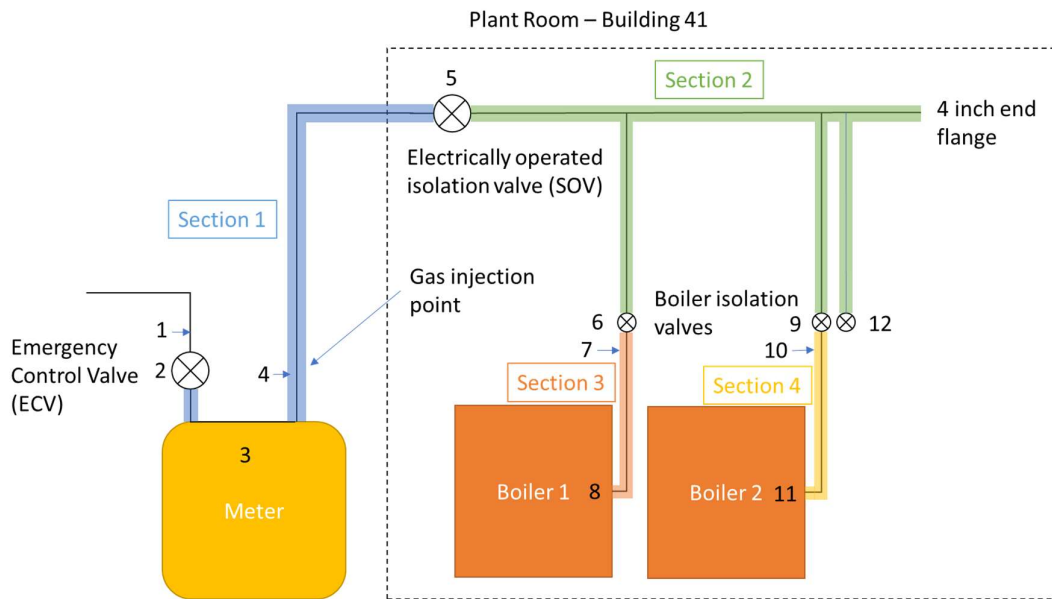 Plant Room – Building 41
5
Section 2
4 inch end
flange
Electrically operated
isolation valve (SOV)
Section 1
Gas injection
point
Boiler isolation
valves
6
9
12
1
7
10
Emergency
Control Valve
(ECV)
2
4
Section 3
Section 4
3
Meter
Boiler 1
8
Boiler 2
11